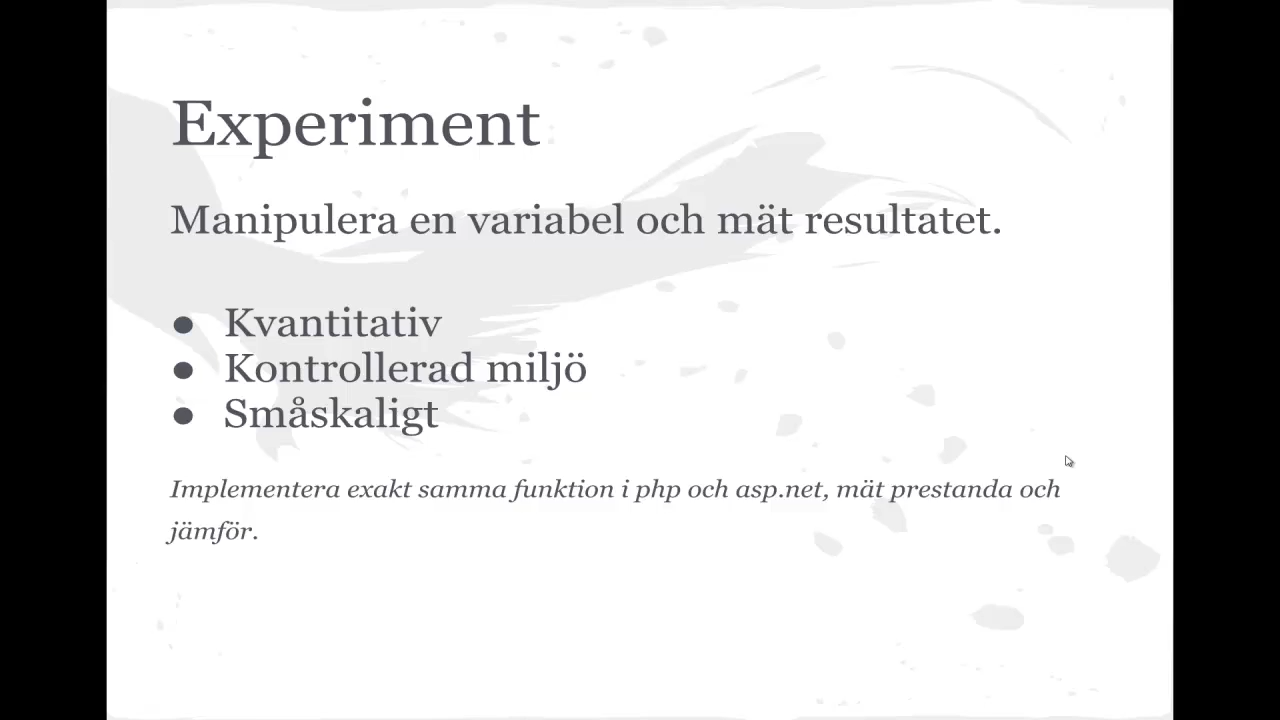 Experiment
Manipulera en variabel och mät resultatet.
● Kvantitativ
● Kontrollerad miljö
● Småskaligt
Implementera exakt samma funktion i php och asp.net, mät prestanda och
jämför.